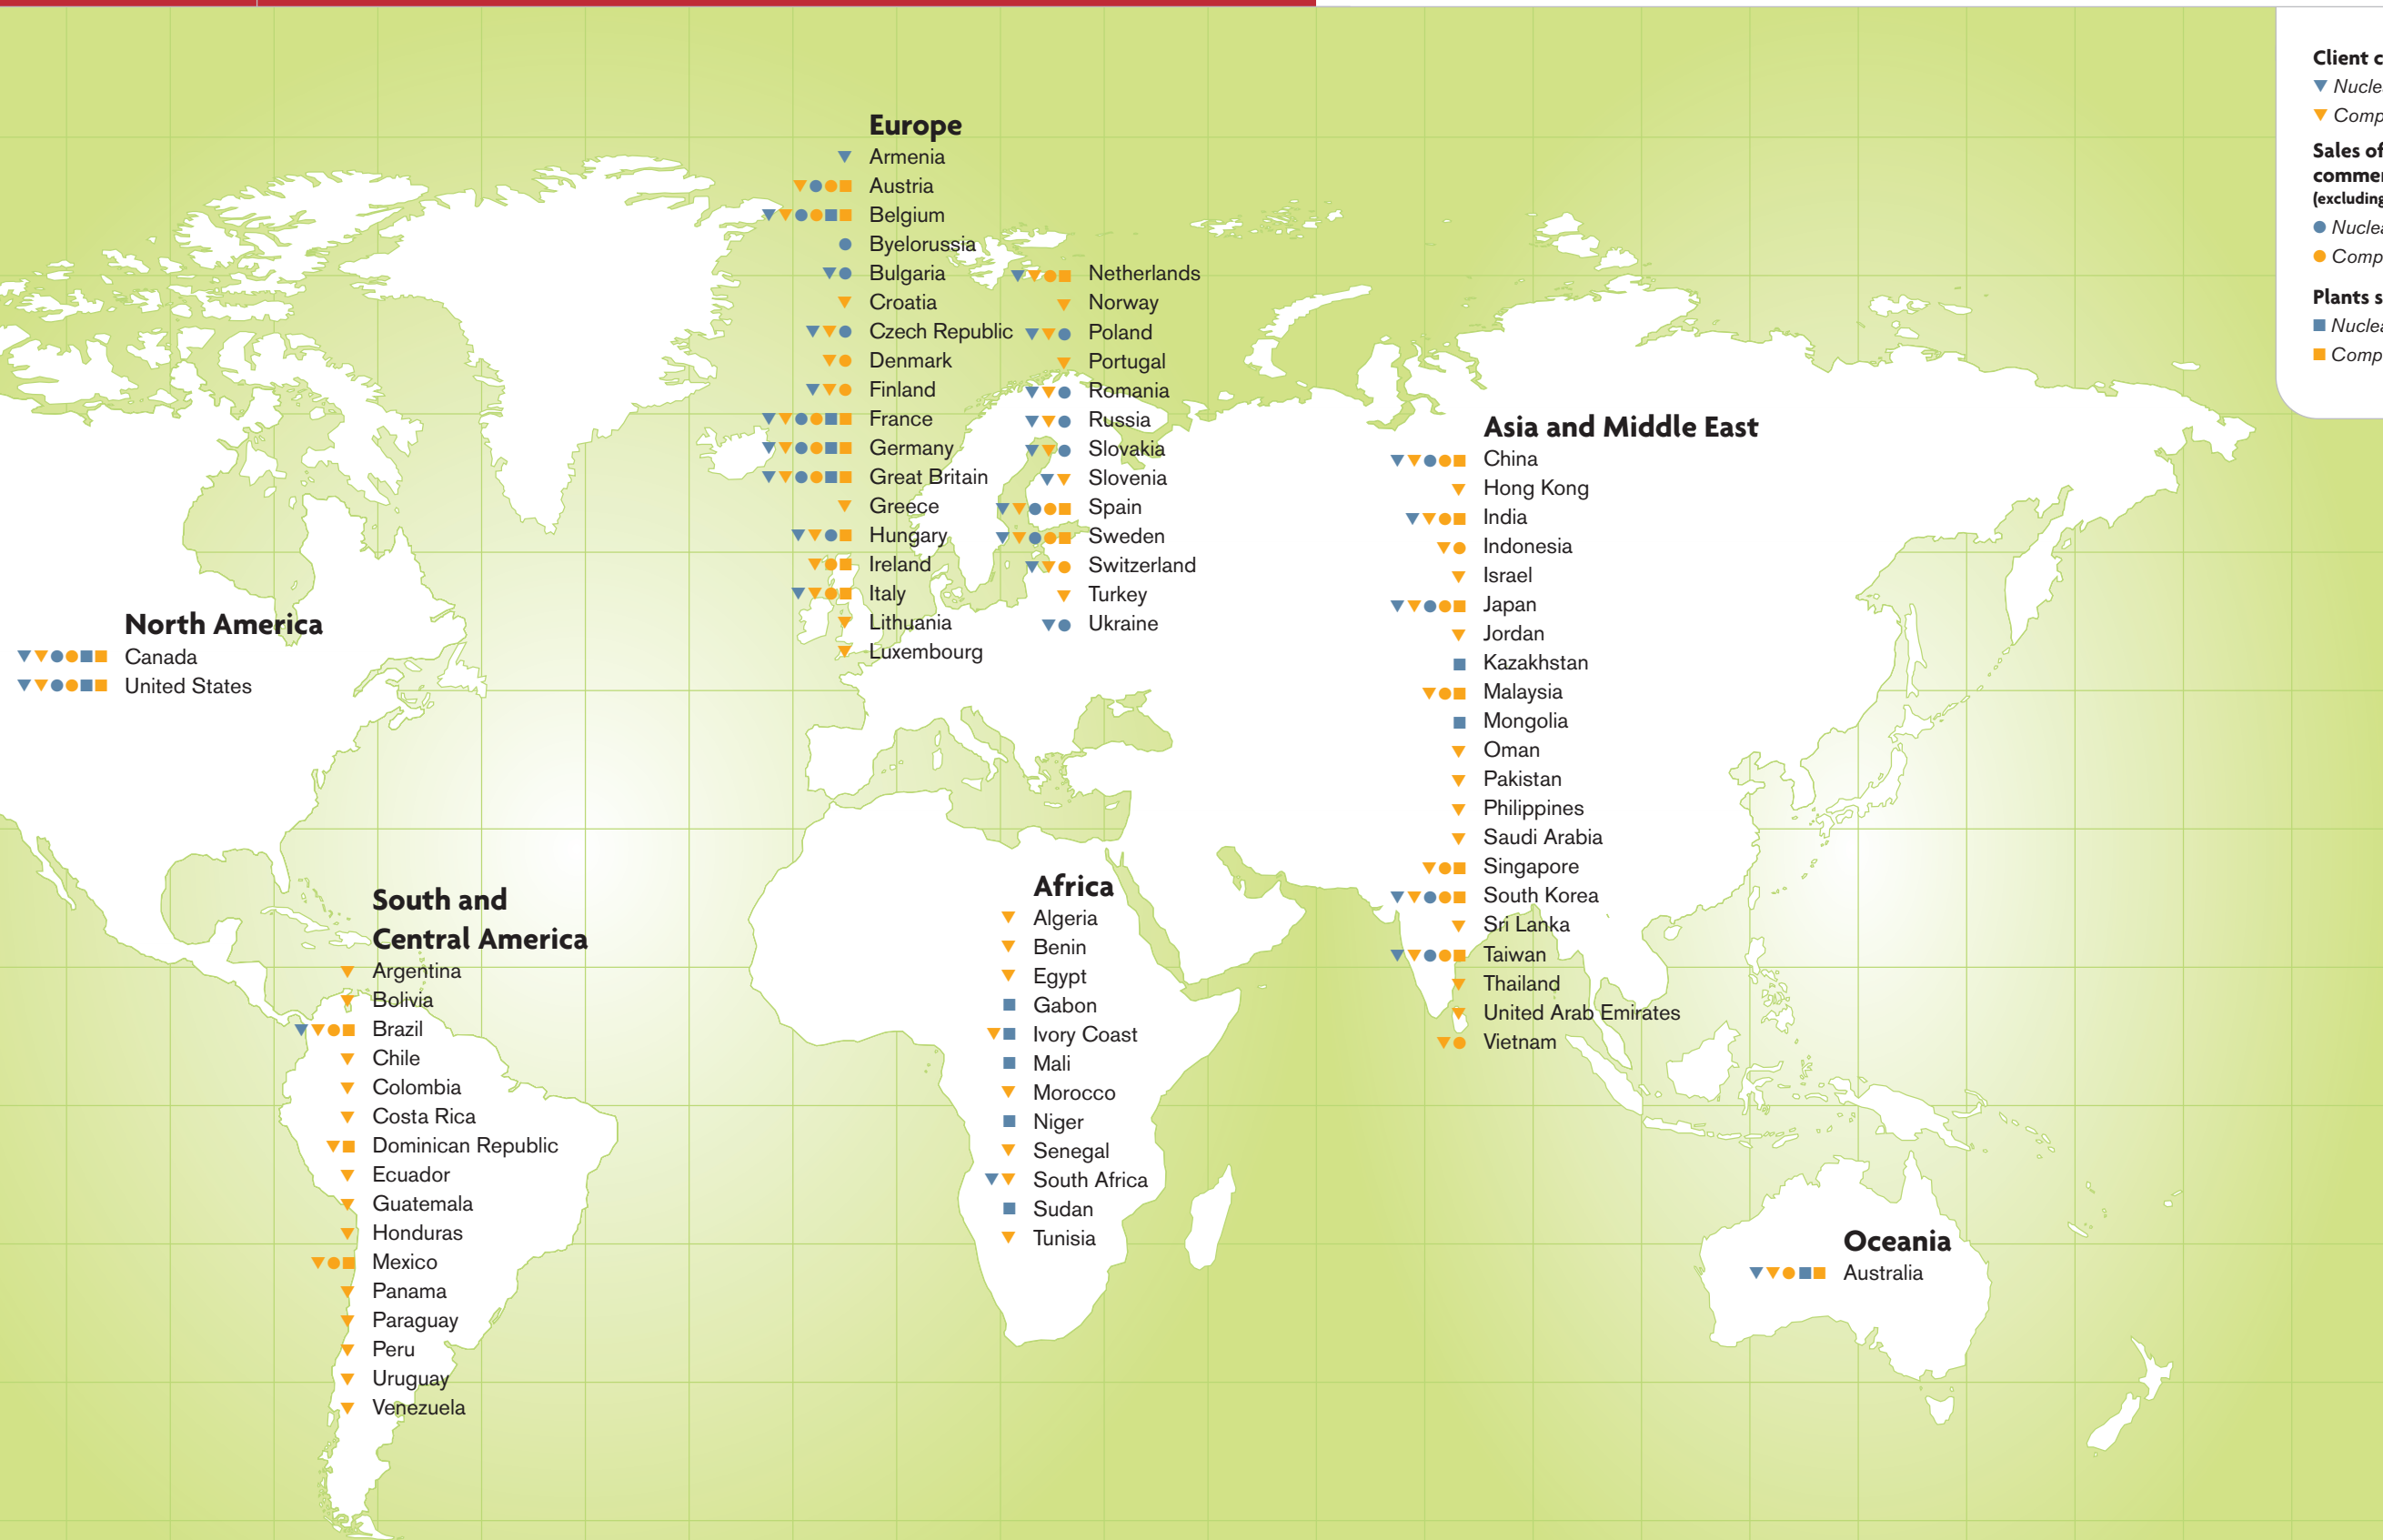 Europe
Armenia
Austria
Belgium
Byelorussia
Bulgaria
Croatia
Czech Republic
Denmark
Finland
France
Germany
Great Britain
Greece
Hungary
Ireland
Italy
Lithuania
Luxembourg
Netherlands
Norway
Poland
Portugal
Romania
Russia
Slovakia
Slovenia
Spain
Sweden
Switzerland
Turkey
Ukraine
North America
Canada
United States
South and
Central America
Argentina
Bolivia
Brazil
Chile
Colombia
Costa Rica
Dominican Republic
Ecuador
Guatemala
Honduras
Mexico
Panama
Paraguay
Peru
Uruguay
Venezuela
Africa
Algeria
Benin
Egypt
Gabon
Ivory Coast
Mali
Morocco
Niger
Senegal
South Africa
Sudan
Tunisia
Asia and Middle East
China
Hong Kong
India
Indonesia
Israel
Japan
Jordan
Kazakhstan
Malaysia
Mongolia
Oman
Pakistan
Philippines
Saudi Arabia
Singapore
South Korea
Sri Lanka
Taiwan
Thailand
United Arab Emirates
Vietnam
Oceania
Australia
Client c
Nucle
Comp
Sales of
commer
(excluding
Nuclea
Comp
Plants s
Nuclea
Comp